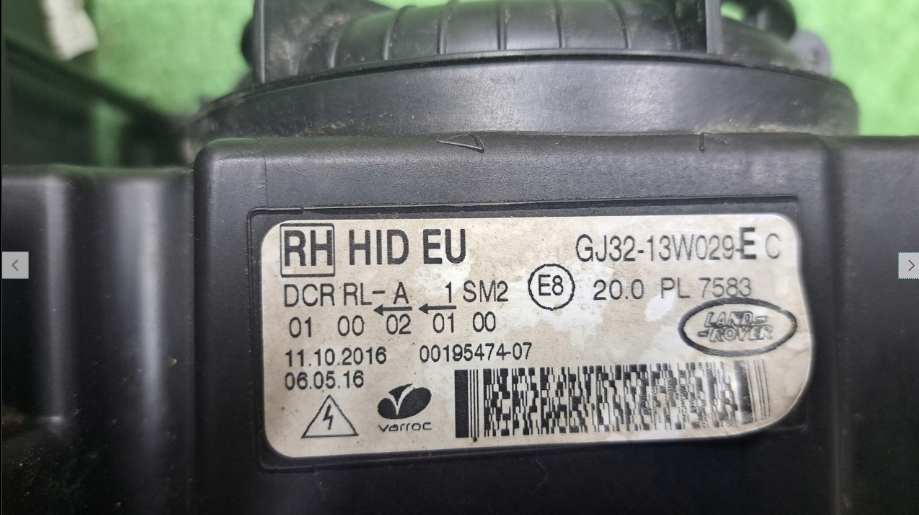 RH HID EU GJ32-13W029-E C
DCR RL- A 1 SM2 E8 20.0 PL 7583
01 00 02 01 00
LAND-
-ROVER
11.10.2016 00195474-07
06.05.16
varroc